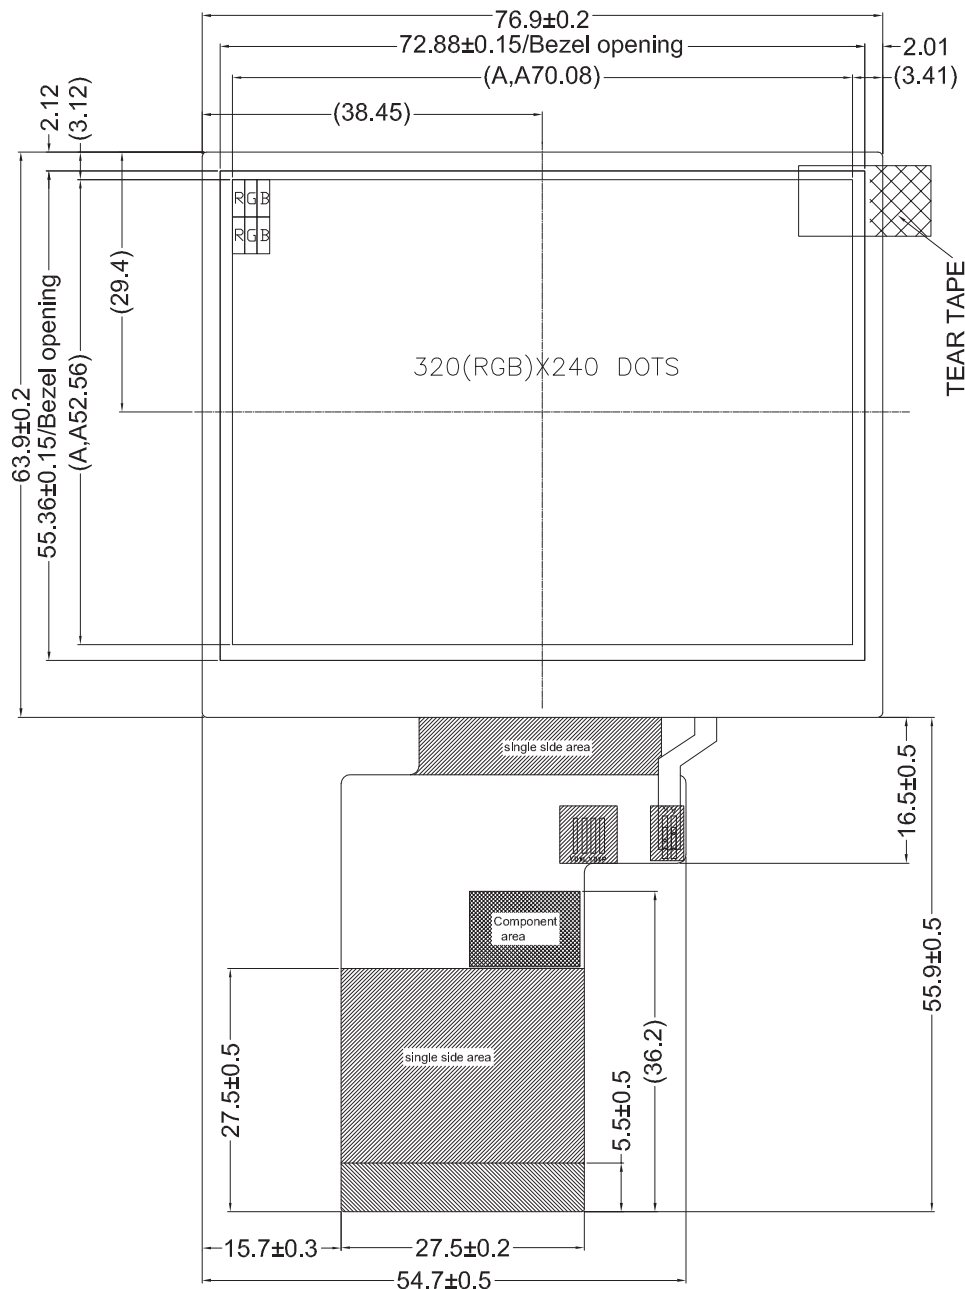 76.9±0.2
72.88±0.15/Bezel opening
2.01
(A,A70.08)
(3.41)
(38.45)
2.12
(3.12)
RGB
RGB
(29.4)
63.9±0.2
55.36±0.15/Bezel opening
(A,A52.56)
320(RGB)X240 DOTS
TEAR TAPE
single side area
16.5±0.5
Component
area
55.9±0.5
(36.2)
single side area
27.5±0.5
5.5±0.5
15.7±0.3
27.5±0.2
54.7±0.5